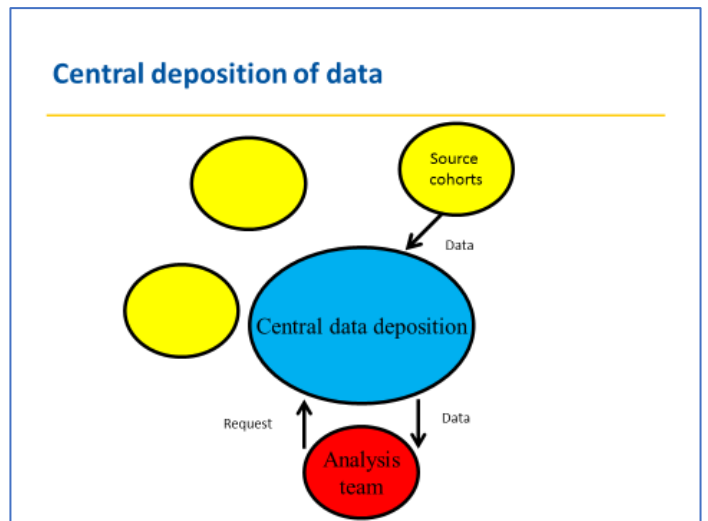 Central deposition of data
Source
cohorts
Data
Central data deposition
Request
Data
Analysis
team